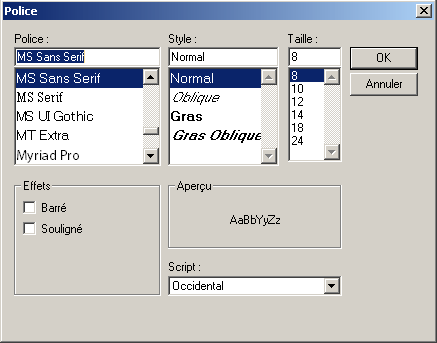 Police
Police :
Style :
Taille :
MS Sans Serif
Normal
8
OK
MS Sans Serif
MS Serif
MS UI Gothic
MT Extra
Myriad Pro
Normal
Oblique
Gras
Gras Oblique
8
10
12
14
18
24
Annuler
Effets
Barré
Souligné
Aperçu
AaBbYyZz
Script :
Occidental